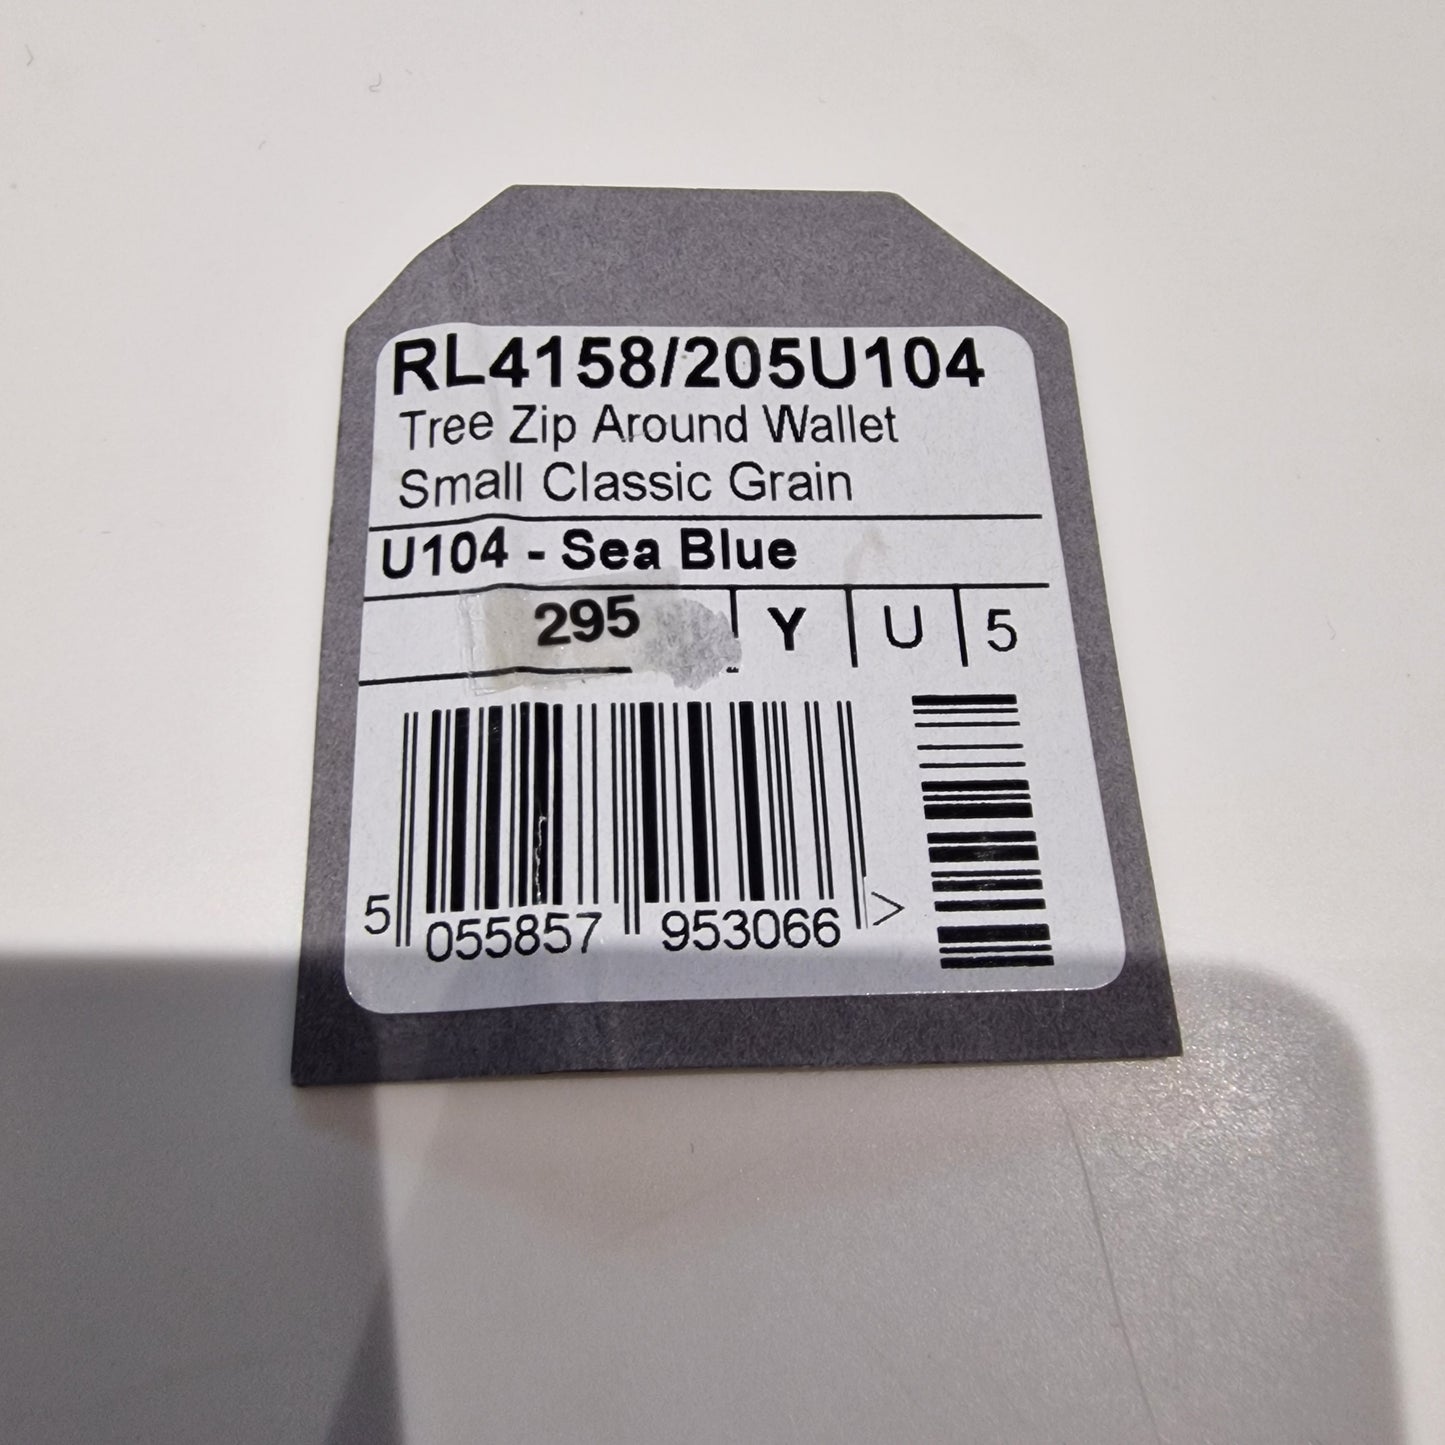 RL4158/205U104
Tree Zip Around Wallet
Small Classic Grain
U104 - Sea Blue
295 Y U 5
5 055857 953066 >